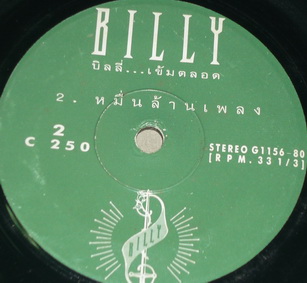 BILLY
บิลลี่...เข้มตลอด
2. หมื่นล้านเพลง
2
C 250
STEREO G1156-80
[RPM. 33 1/3]
BILLY